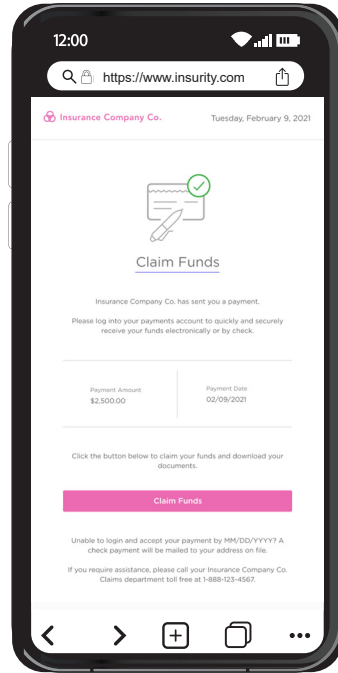 12:00
https://www.insurity.com
Insurance Company Co.
Tuesday, February 9, 2021
Claim Funds
Insurance Company Co. has sent you a payment.
Please log into your payments account to quickly and securely
receive your funds electronically or by check.
Payment Amount
$2,500.00
Payment Date
02/09/2021
Click the button below to claim your funds and download your
documents.
Claim Funds
Unable to login and accept your payment by MM/DD/YYYY? A
check payment will be mailed to your address on file.
If you require assistance, please call your Insurance Company Co.
Claims department toll free at 1-888-123-4567.